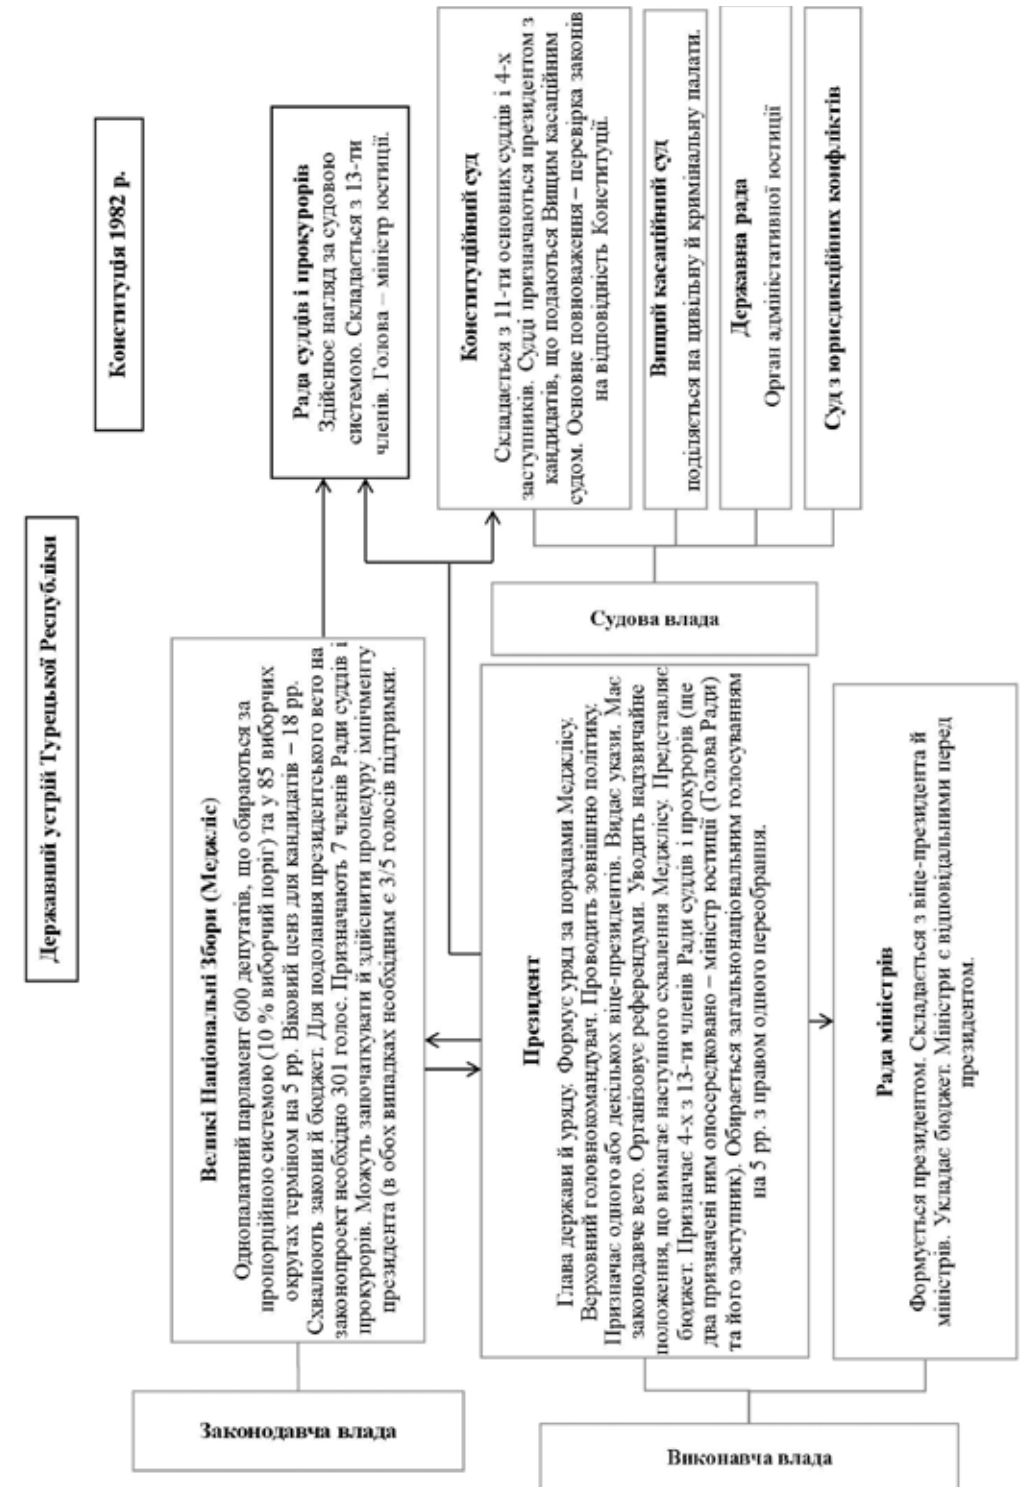 Державний устрій Турецької Республіки
Конституція 1982 р.
Законодавча влада
Великі Національні Збори (Меджліс)
Однопалатний парламент 600 депутатів, що обираються за
пропорційною системою (10 % виборчий поріг) та у 85 виборчих
округах терміном на 5 рр. Віковий ценз для кандидатів – 18 рр.
Схвалюють закони й бюджет. Для подолання президентського вето на
законопроект необхідно 301 голос. Призначають 7 членів Ради суддів і
прокурорів. Можуть започаткувати й здійснити процедуру імпічменту
президента (в обох випадках необхідним є 3/5 голосів підтримки.
Рада суддів і прокурорів
Здійснює нагляд за судовою
системою. Складається з 13-ти
членів. Голова – міністр юстиції.
Виконавча влада
Президент
Глава держави й уряду. Формує уряд за порадами Меджлісу.
Верховний головнокомандувач. Проводить зовнішню політику.
Призначає одного або декількох віце-президентів. Видає укази. Має
законодавче вето. Організовує референдуми. Уводить надзвичайне
положення, що вимагає наступного схвалення Меджлісу. Представляє
бюджет. Призначає 4-х з 13-ти членів Ради суддів і прокурорів (ще
два призначені ним опосередковано – міністр юстиції (Голова Ради)
та його заступник). Обирається загальнонаціональним голосуванням
на 5 рр. з правом одного переобрання.
Рада міністрів
Формується президентом. Складається з віце-президента й
міністрів. Укладає бюджет. Міністри є відповідальними перед
президентом.
Судова влада
Конституційний суд
Складається з 11-ти основних суддів і 4-х
заступників. Судді призначаються президентом з
кандидатів, що подаються Вищим касаційним
судом. Основне повноваження – перевірка законів
на відповідність Конституції.
Вищий касаційний суд
поділяється на цивільну й кримінальну палати.
Державна рада
Орган адміністативної юстиції
Суд з юрисдикційних конфліктів